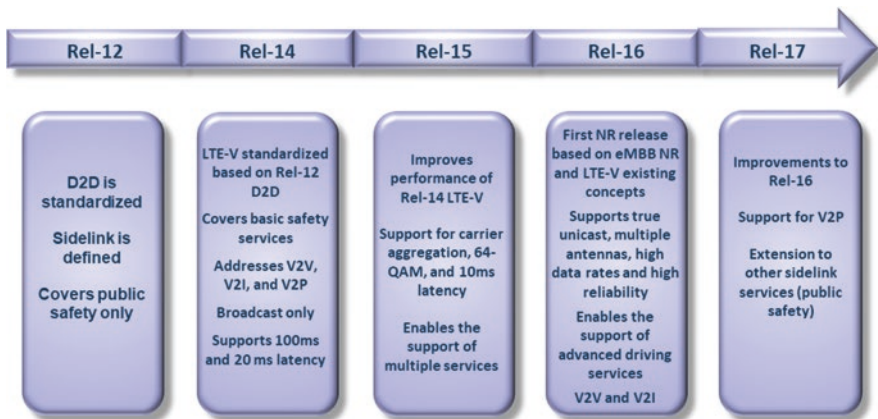 Rel-12
Rel-14
Rel-15
Rel-16
Rel-17
D2D is
standardized
Sidelink is
defined
Covers public
safety only
LTE-V standardized
based on Rel-12
D2D
Covers basic safety
services
Addresses V2V,
V2I, and V2P
Broadcast only
Supports 100ms
and 20 ms latency
Improves
performance of
Rel-14 LTE-V
Support for carrier
aggregation, 64-
QAM, and 10ms
latency
Enables the
support of
multiple services
First NR release
based on eMBB NR
and LTE-V existing
concepts
Supports true
unicast, multiple
antennas, high
data rates and high
reliability
Enables the
support of
advanced driving
services
V2V and V2I
Improvements to
Rel-16
Support for V2P
Extension to
other sidelink
services (public
safety)